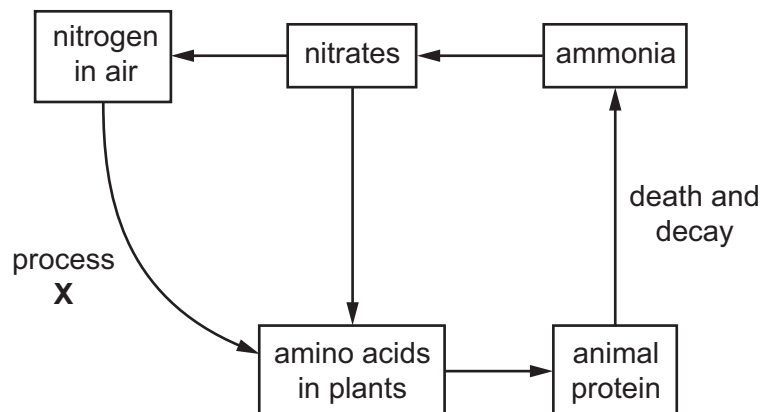 nitrogen
in air
nitrates
ammonia
death and
decay
process
X
amino acids
in plants
animal
protein